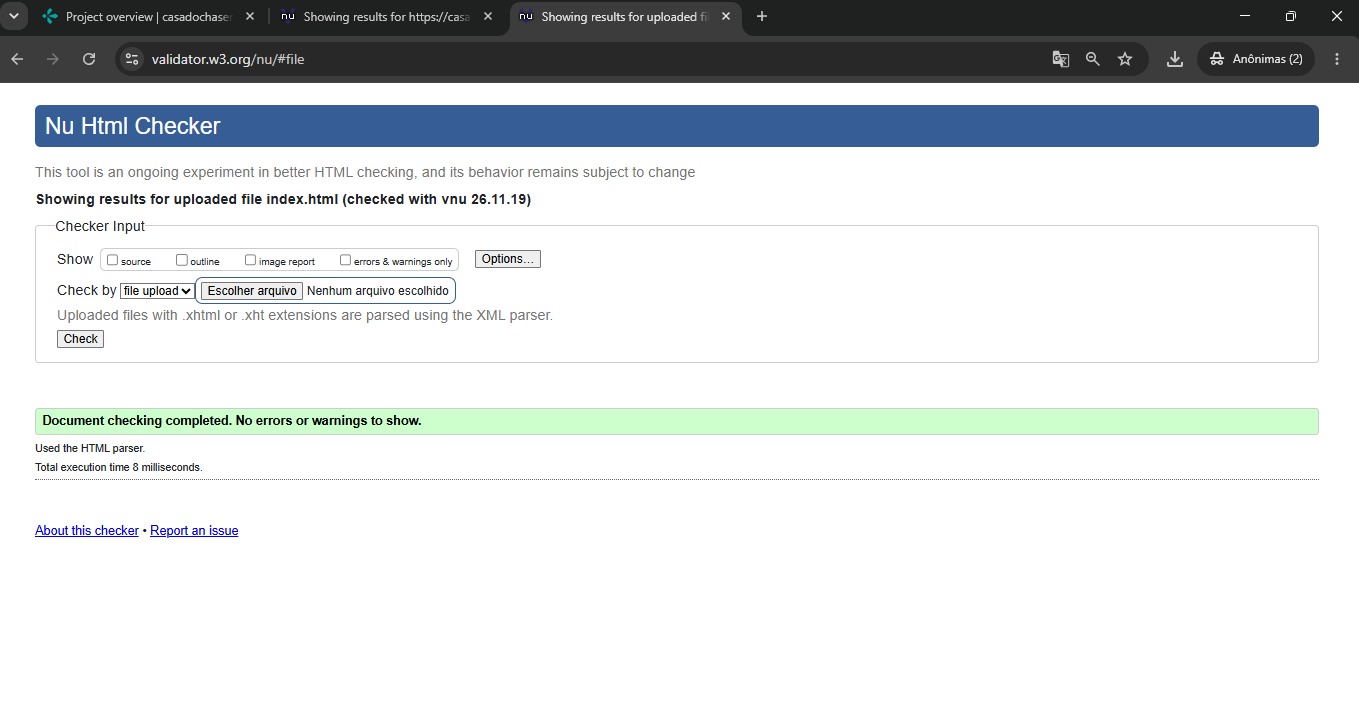 Project overview | casadochaser
Showing results for https://casa
Showing results for uploaded fi
validator.w3.org/nu/#file
Anônimas (2)
Nu Html Checker
This tool is an ongoing experiment in better HTML checking, and its behavior remains subject to change
Showing results for uploaded file index.html (checked with vnu 26.11.19)
Checker Input
Show source outline image report errors & warnings only Options...
Check by file upload Escolher arquivo Nenhum arquivo escolhido
Uploaded files with .xhtml or .xht extensions are parsed using the XML parser.
Check
Document checking completed. No errors or warnings to show.
Used the HTML parser.
Total execution time 8 milliseconds.
About this checker • Report an issue